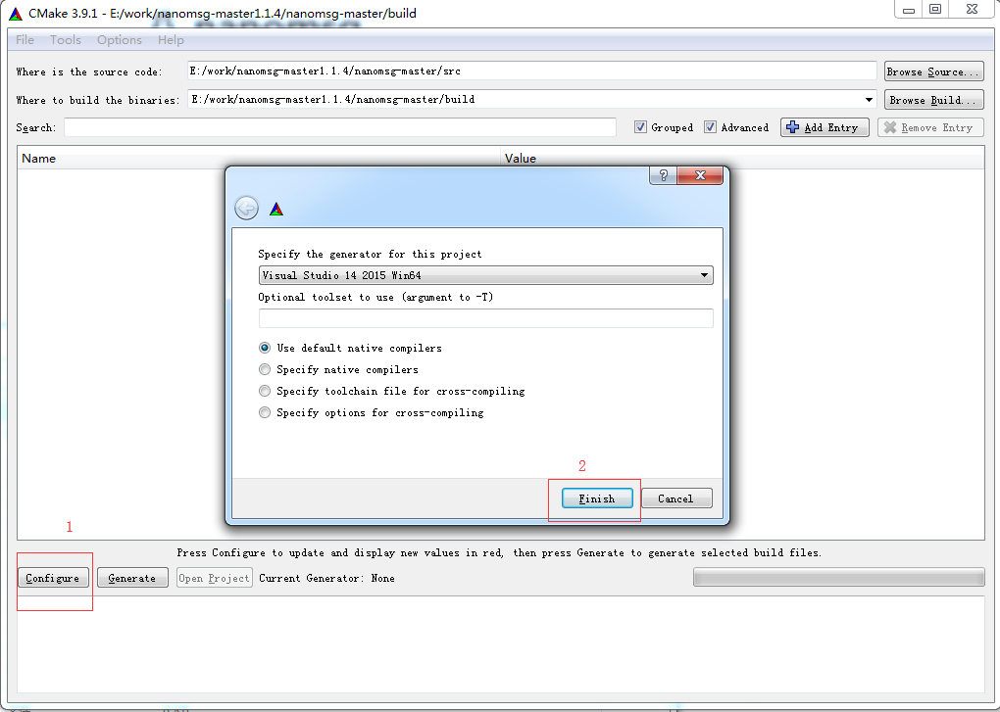 CMake 3.9.1 - E:/work/nanomsg-master1.1.4/nanomsg-master/build
File Tools Options Help
Where is the source code: E:/work/nanomsg-master1.1.4/nanomsg-master/src Browse Source...
Where to build the binaries: E:/work/nanomsg-master1.1.4/nanomsg-master/build Browse Build...
Search: Grouped Advanced Add Entry Remove Entry
Name Value
?
Specify the generator for this project
Visual Studio 14 2015 Win64
Optional toolset to use (argument to -T)
Use default native compilers
Specify native compilers
Specify toolchain file for cross-compiling
Specify options for cross-compiling
2
Finish Cancel
1
Press Configure to update and display new values in red, then press Generate to generate selected build files.
Configure Generate Open Project Current Generator: None